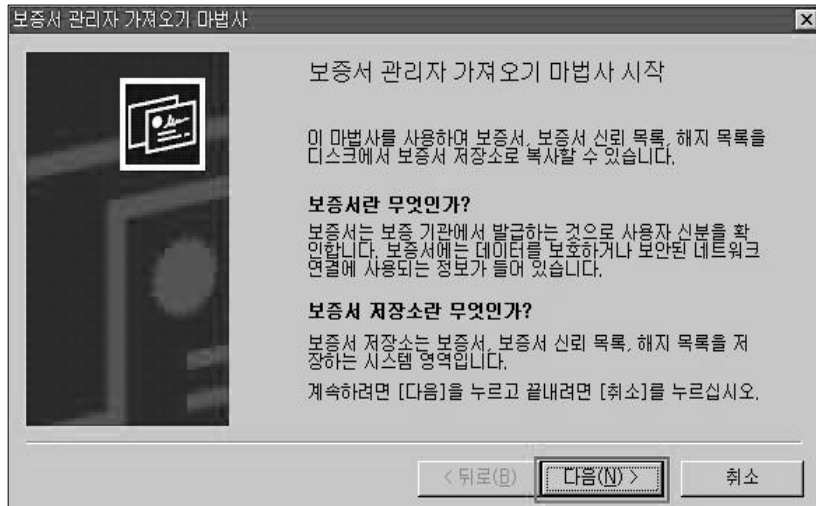 보증서 관리자 가져오기 마법사
보증서 관리자 가져오기 마법사 시작
이 마법사를 사용하여 보증서, 보증서 신뢰 목록, 해지 목록을
디스크에서 보증서 저장소로 복사할 수 있습니다.
보증서란 무엇인가?
보증서는 보증 기관에서 발급하는 것으로 사용자 신분을 확
인합니다. 보증서에는 데이터를 보호하거나 보안된 네트워크
연결에 사용되는 정보가 들어 있습니다.
보증서 저장소란 무엇인가?
보증서 저장소는 보증서, 보증서 신뢰 목록, 해지 목록을 저
장하는 시스템 영역입니다.
계속하려면 [다음]을 누르고 끝내려면 [취소]를 누르십시오.
< 뒤로(B) 다음(N) > 취소